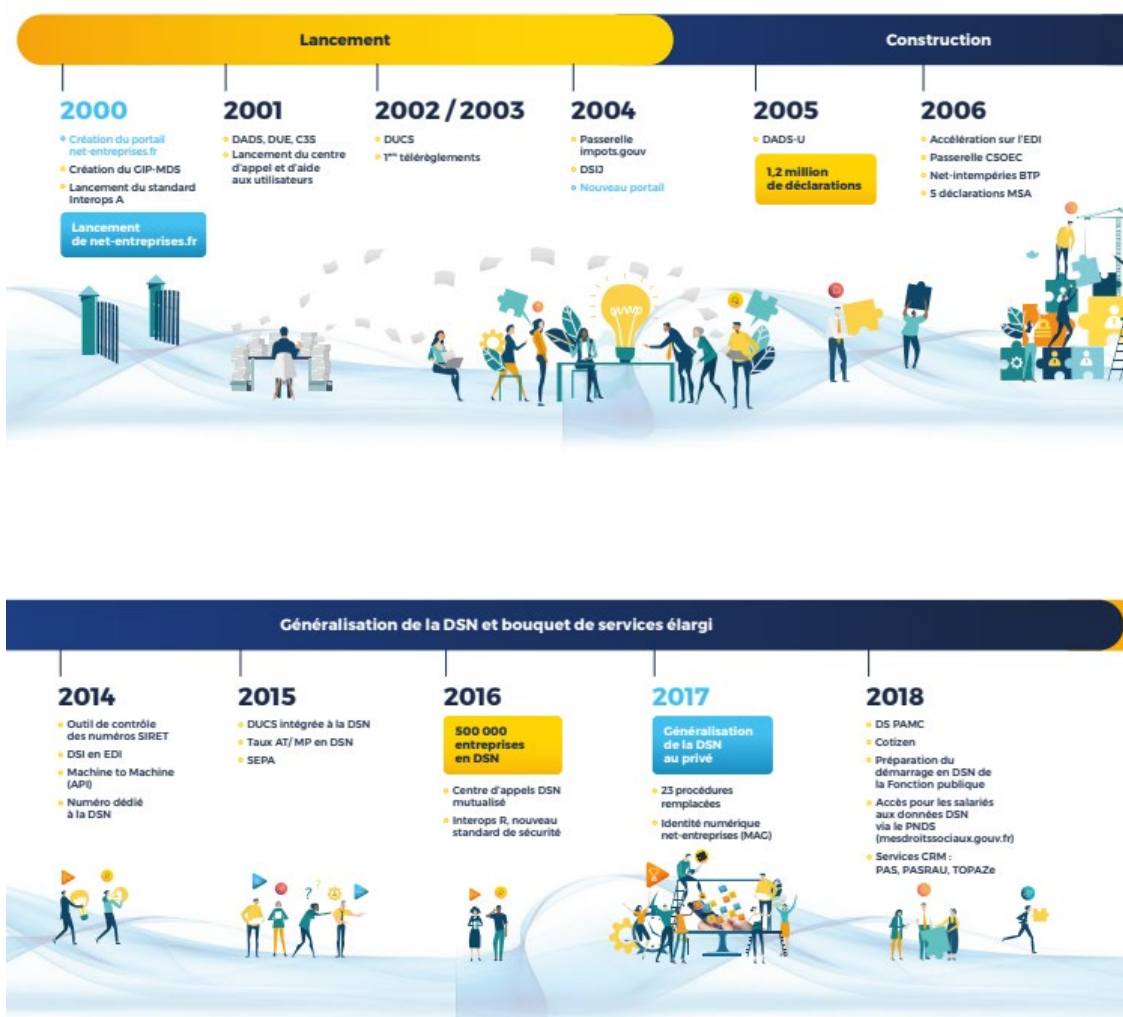 Lancement
Construction
2000
Création du portail
net-entreprises.fr
Création du GIP-MDS
Lancement du standard
Interops A
Lancement
de net-entreprises.fr
2001
DADS, DUE, C3S
Lancement du centre
d'appel et d'aide
aux utilisateurs
2002 / 2003
DUCS
1ers télérèglements
2004
Passerelle
impots.gouv
DSIJ
Nouveau portail
2005
DADS-U
1,2 million
de déclarations
2006
Accélération sur l'EDI
Passerelle CSOEC
Net-intempéries BTP
5 déclarations MSA
Généralisation de la DSN et bouquet de services élargi
2014
Outil de contrôle
des numéros SIRET
DSI en EDI
Machine to Machine
(API)
Numéro dédié
à la DSN
2015
DUCS intégrée à la DSN
Taux AT/MP en DSN
SEPA
2016
500 000
entreprises
en DSN
Centre d'appels DSN
mutualisé
Interops R, nouveau
standard de sécurité
2017
Généralisation
de la DSN
au privé
23 procédures
remplacées
Identité numérique
net-entreprises (MAG)
2018
DS PAMC
Cotizen
Préparation du
démarrage en DSN de
la Fonction publique
Accès pour les salariés
aux données DSN
via le PNDS
(mesdroitssociaux.gouv.fr)
Services CRM :
PAS, PASRAU, TOPAZe
? ?